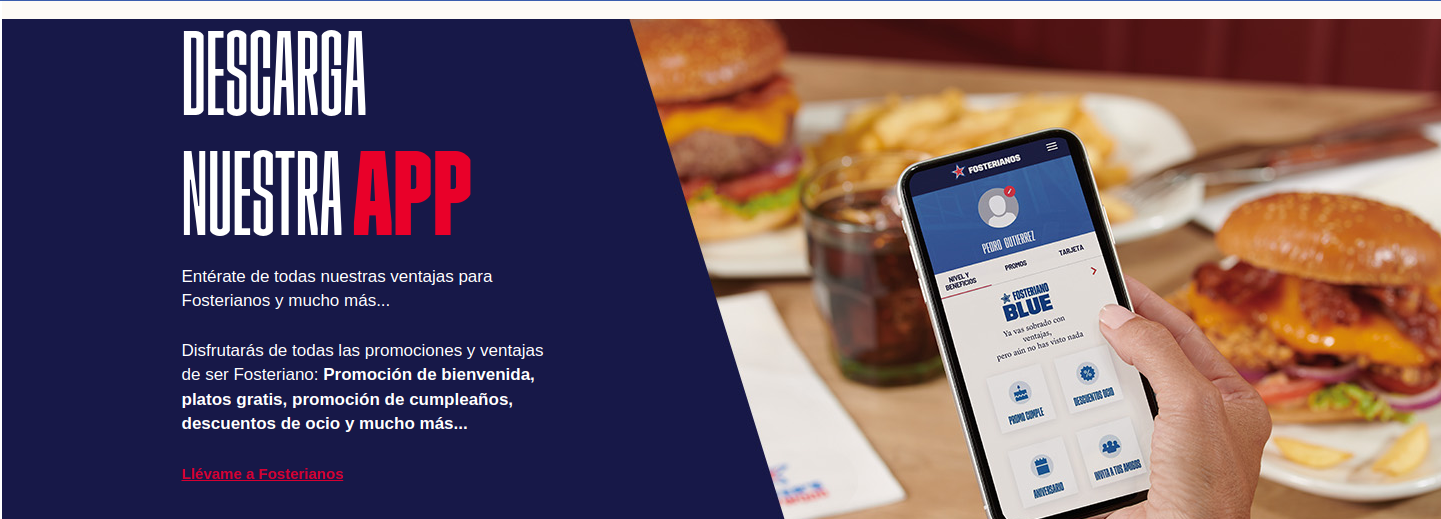 DESCARGA
NUESTRA APP
Entérate de todas nuestras ventajas para
Fosterianos y mucho más...
Disfrutarás de todas las promociones y ventajas
de ser Fosteriano: Promoción de bienvenida,
platos gratis, promoción de cumpleaños,
descuentos de ocio y mucho más...
Llévame a Fosterianos
FOSTERIANOS
PEDRO GUTIERREZ
NIVEL Y
BENEFICIOS
PROMOS
TARJETA
FOSTERIANO
BLUE
Ya vas sobrado con
ventajas,
pero aún no has visto nada
PROMO CUMPLE
DESCUENTOS OCIO
ANIVERSARIO
INVITA A TUS AMIGOS